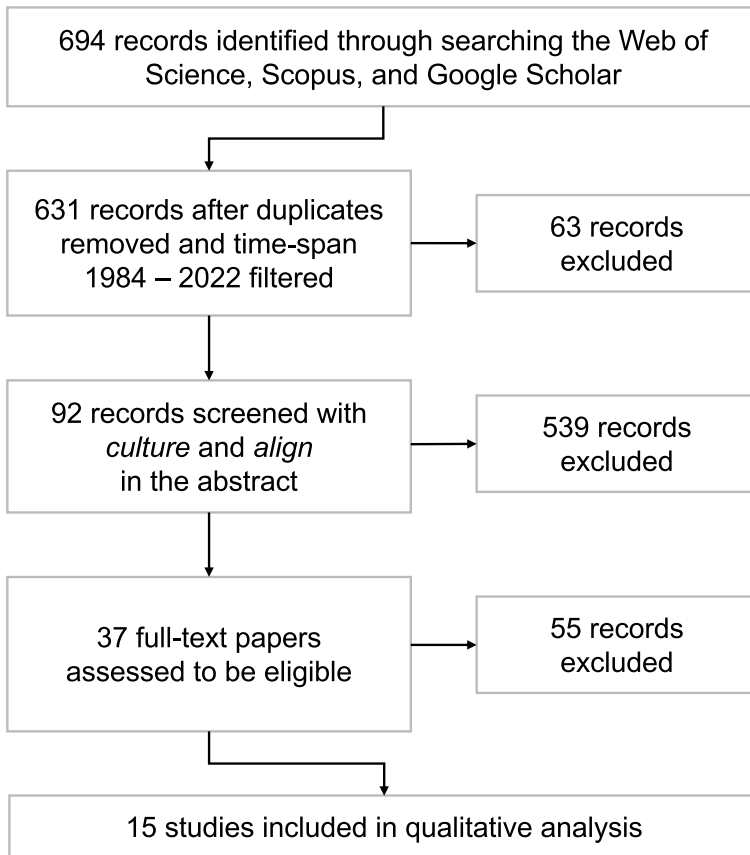 694 records identified through searching the Web of
Science, Scopus, and Google Scholar
631 records after duplicates
removed and time-span
1984 – 2022 filtered
63 records
excluded
92 records screened with
culture and align
in the abstract
539 records
excluded
37 full-text papers
assessed to be eligible
55 records
excluded
15 studies included in qualitative analysis